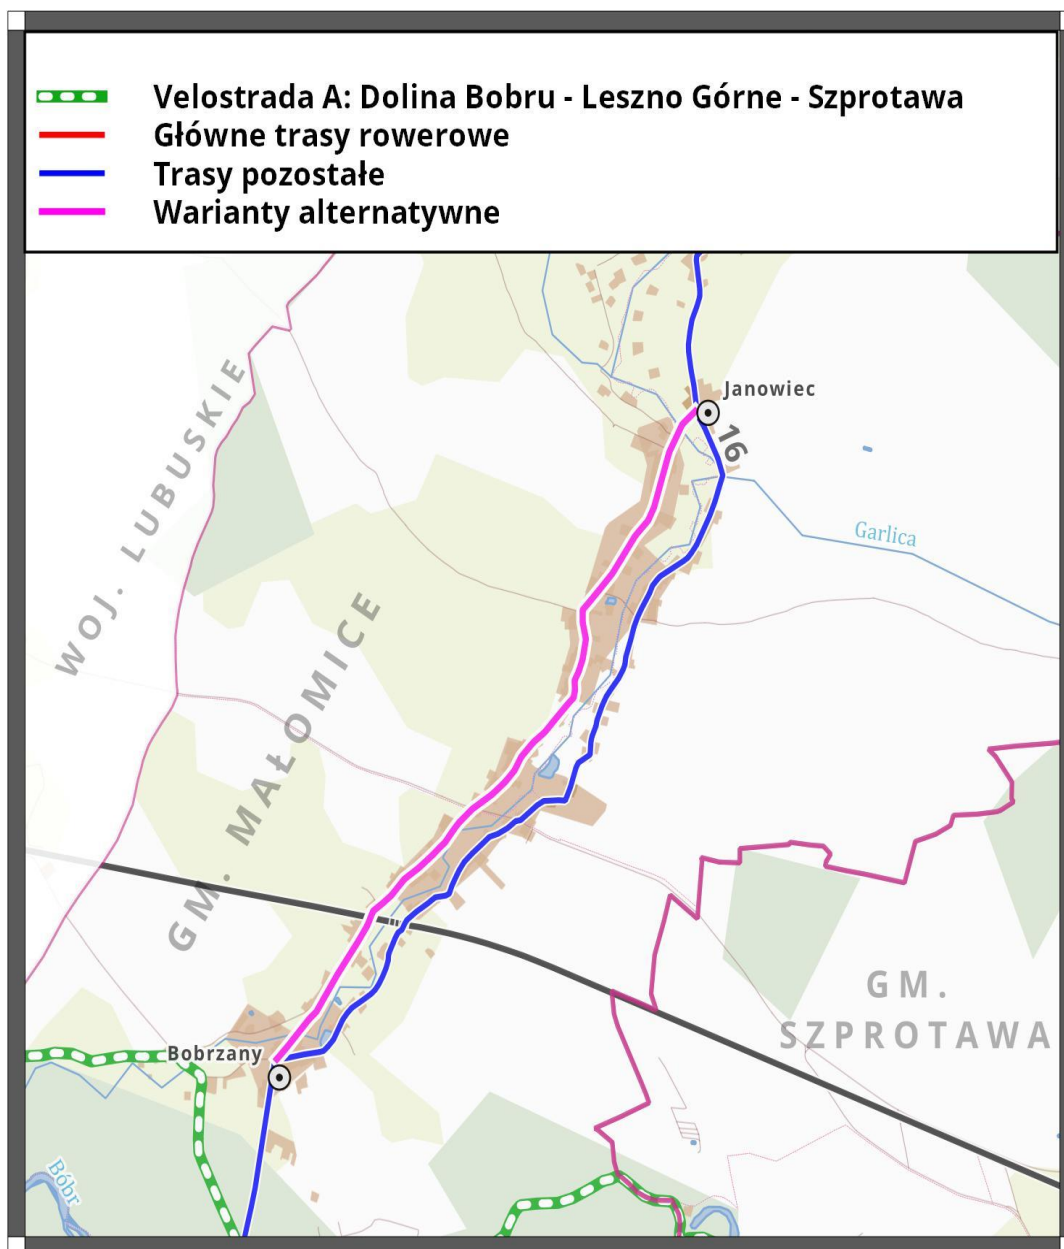 Velostrada A: Dolina Bobru - Leszno Górne - Szprotawa
Główne trasy rowerowe
Trasy pozostałe
Warianty alternatywne
Janowiec
16
WOJ. LUBUSKIE
Garlica
GM. MAŁOMICE
GM.
SZPROTAWA
Bobrzany
Bóbr